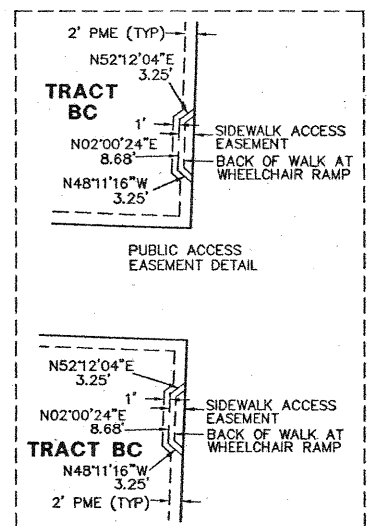 2' PME (TYP)
N52°12'04"E
3.25'
TRACT
BC
1'
SIDEWALK ACCESS
EASEMENT
N02°00'24"E
8.68'
BACK OF WALK AT
WHEELCHAIR RAMP
N48°11'16"W
3.25'
PUBLIC ACCESS
EASEMENT DETAIL
N52°12'04"E
3.25'
1'
SIDEWALK ACCESS
EASEMENT
N02°00'24"E
8.68'
BACK OF WALK AT
WHEELCHAIR RAMP
TRACT BC
N48°11'16"W
3.25'
2' PME (TYP)